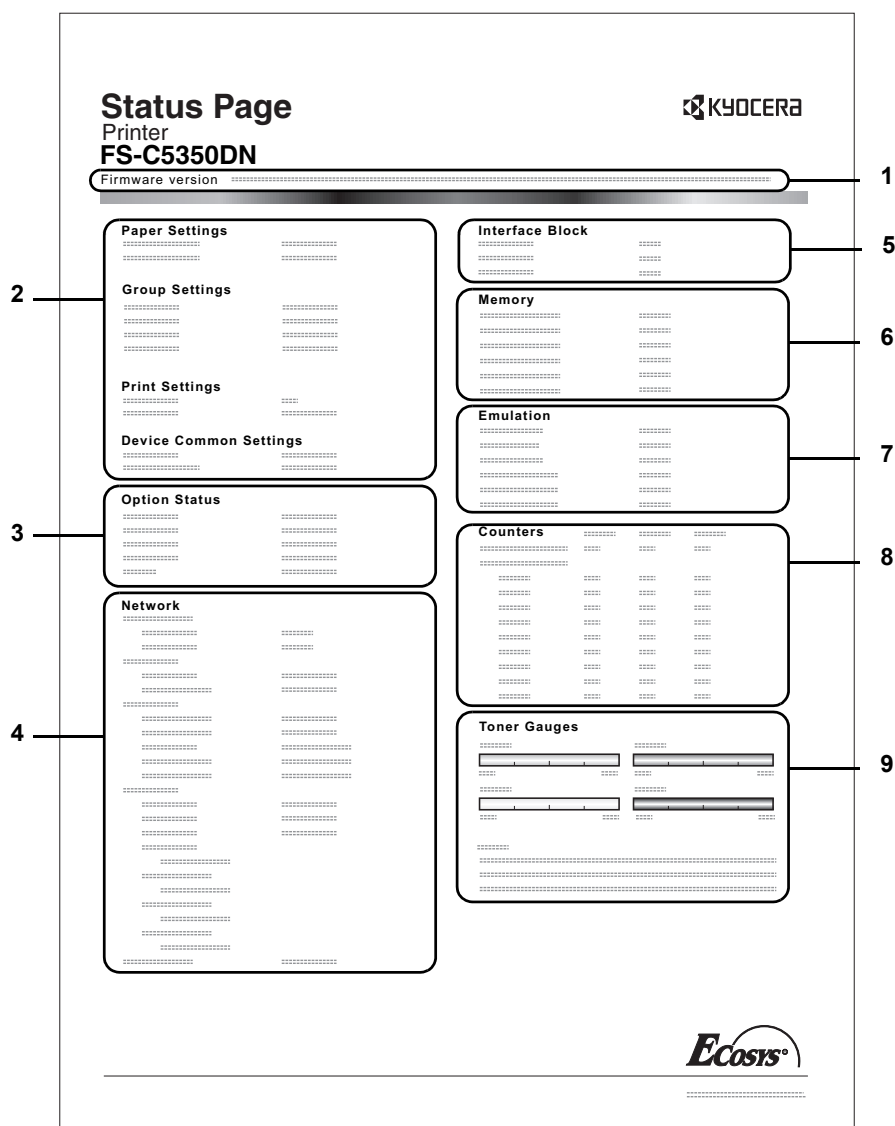 Status Page
KYOCERA
Printer
FS-C5350DN
Firmware version
1
Paper Settings
Group Settings
Print Settings
Device Common Settings
2
Option Status
3
Network
4
Interface Block
5
Memory
6
Emulation
7
Counters
8
Toner Gauges
9
ECOSYS